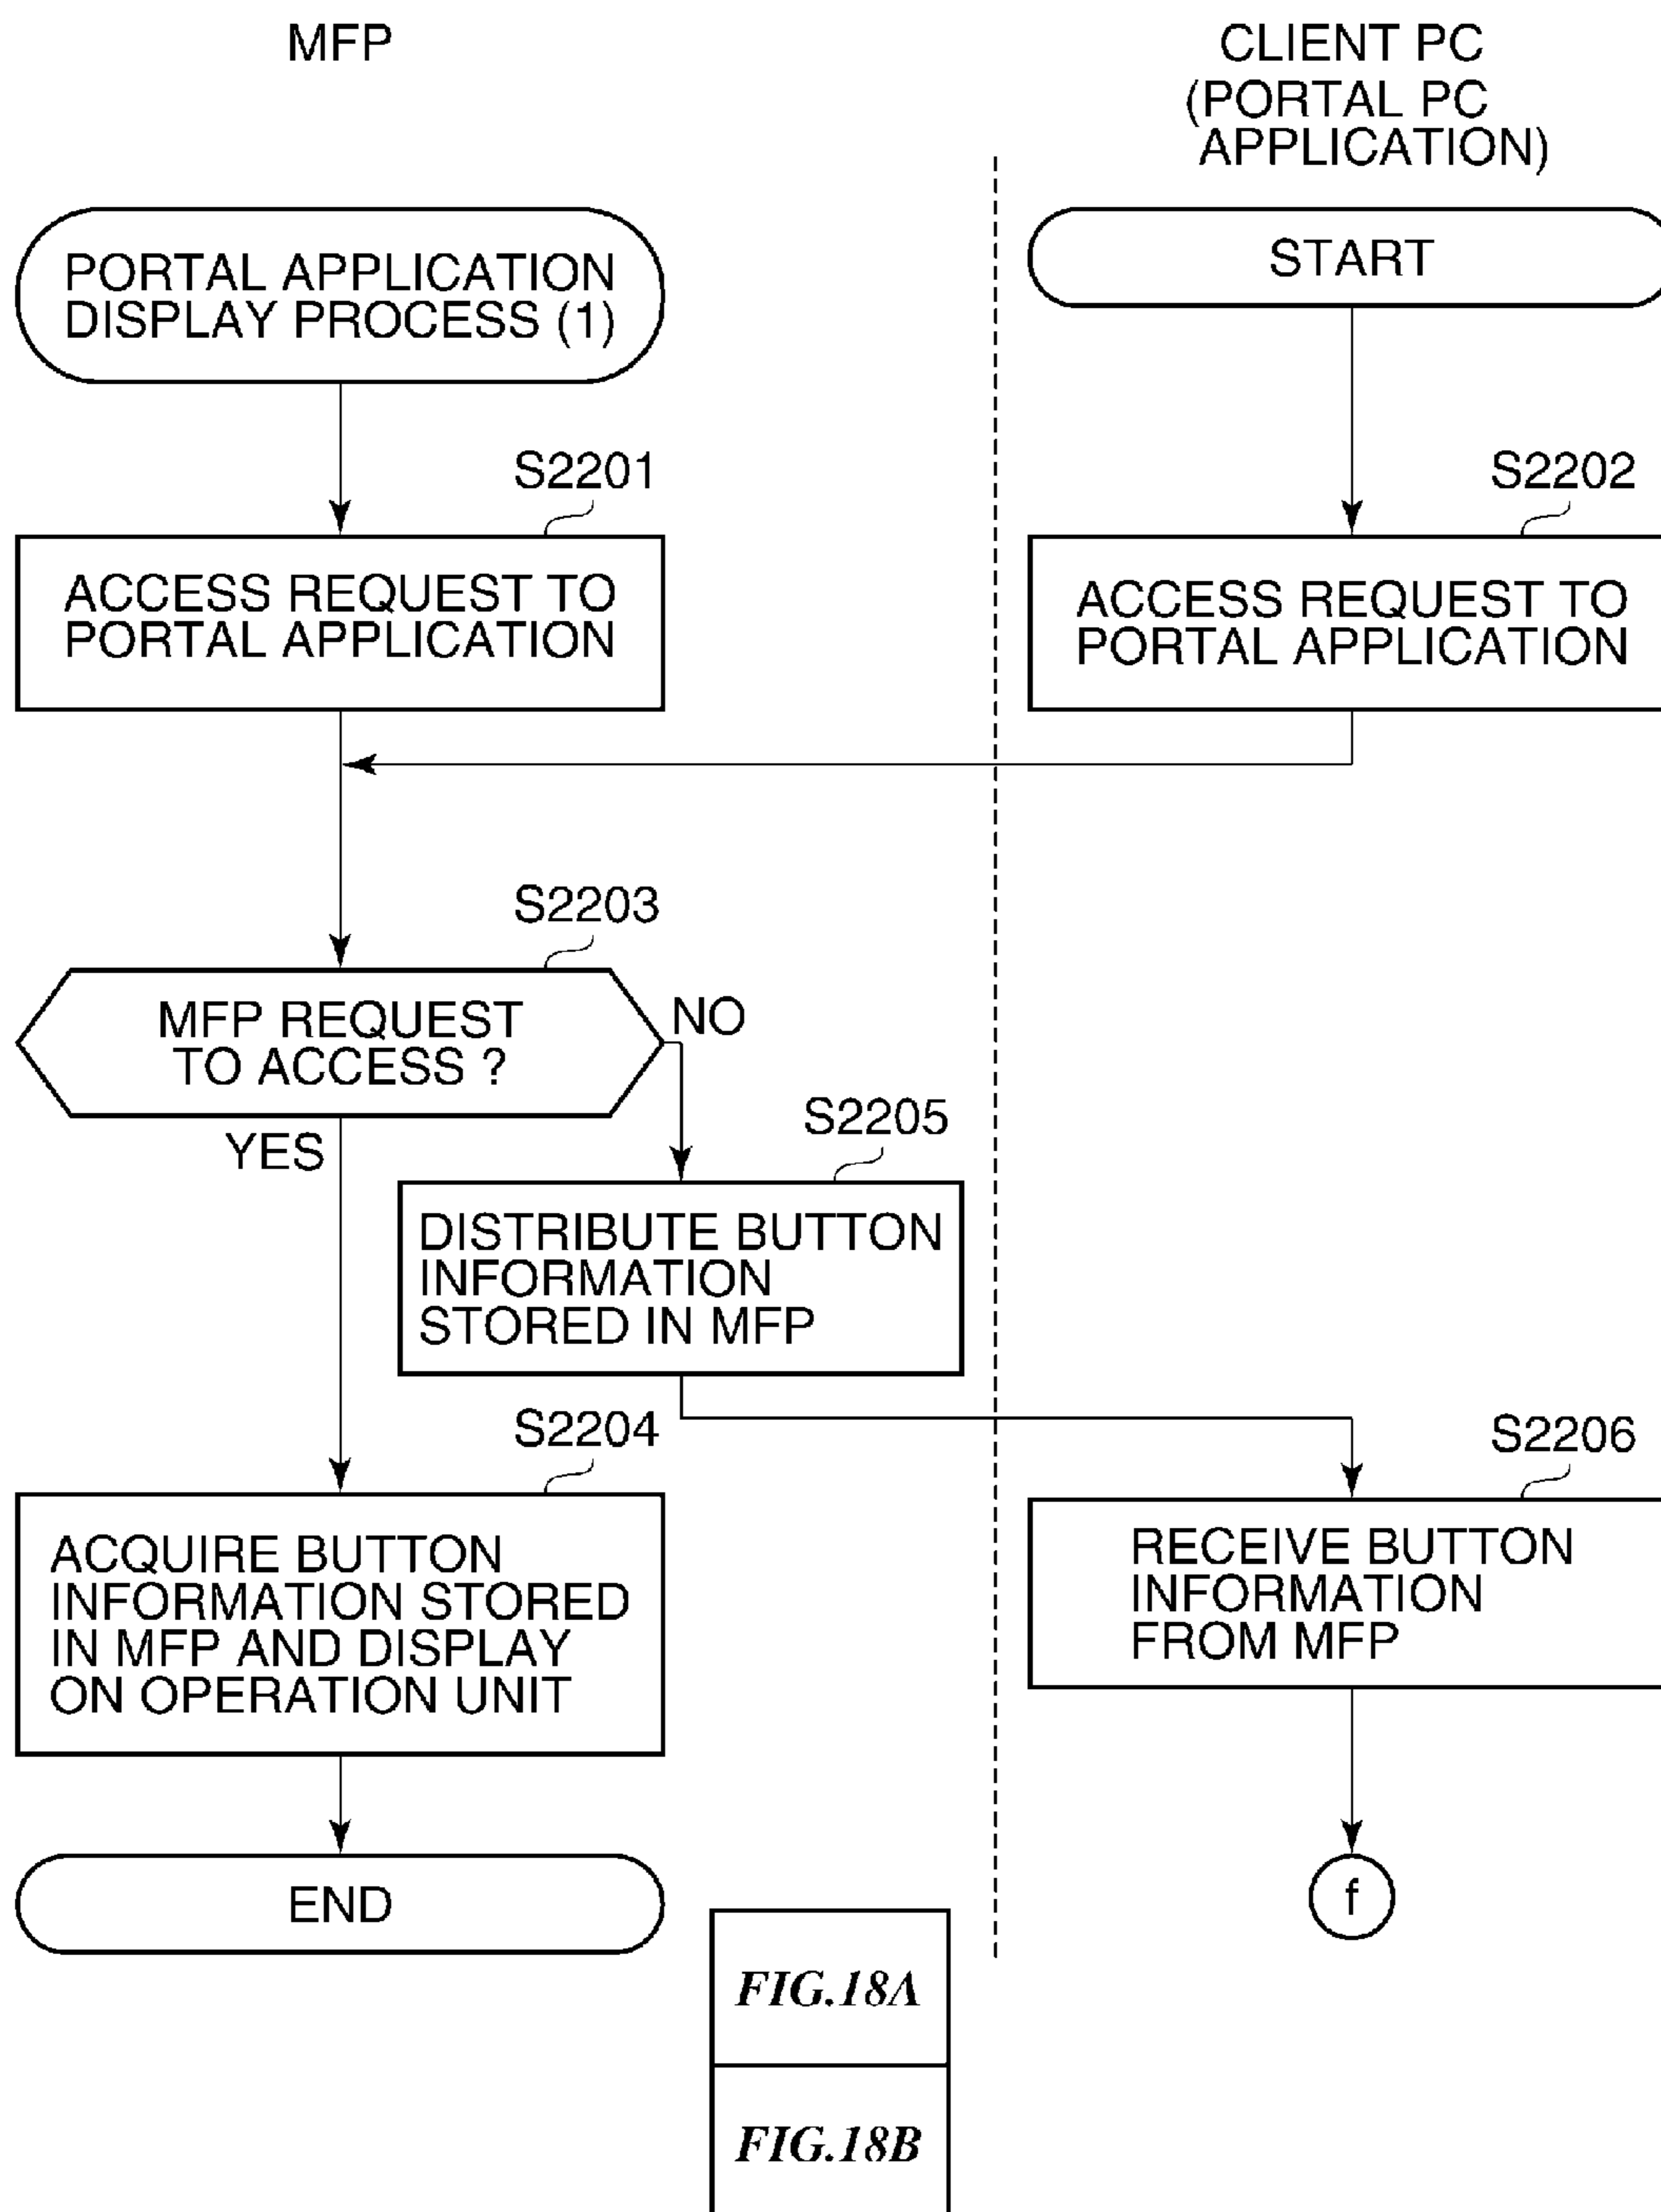 MFP
CLIENT PC
(PORTAL PC
APPLICATION)
PORTAL APPLICATION
DISPLAY PROCESS (1)
START
S2201
S2202
ACCESS REQUEST TO
PORTAL APPLICATION
ACCESS REQUEST TO
PORTAL APPLICATION
S2203
MFP REQUEST
TO ACCESS ?
NO
YES
S2205
DISTRIBUTE BUTTON
INFORMATION
STORED IN MFP
S2204
S2206
ACQUIRE BUTTON
INFORMATION STORED
IN MFP AND DISPLAY
ON OPERATION UNIT
RECEIVE BUTTON
INFORMATION
FROM MFP
END
f
FIG.18A
FIG.18B